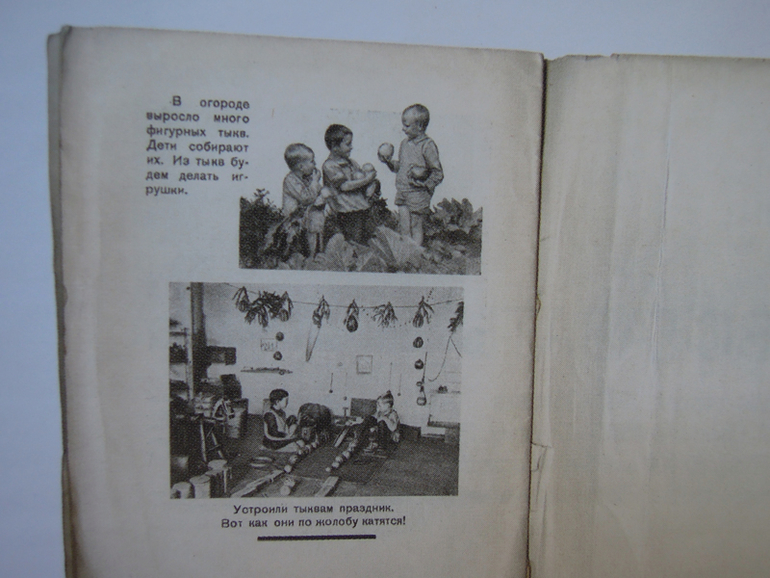 В огороде
выросло много
фигурных тыкв.
Дети собирают
их. Из тыкв бу-
дем делать иг-
рушки.
Устроили тыквам праздник.
Вот как они по жолобу катятся!